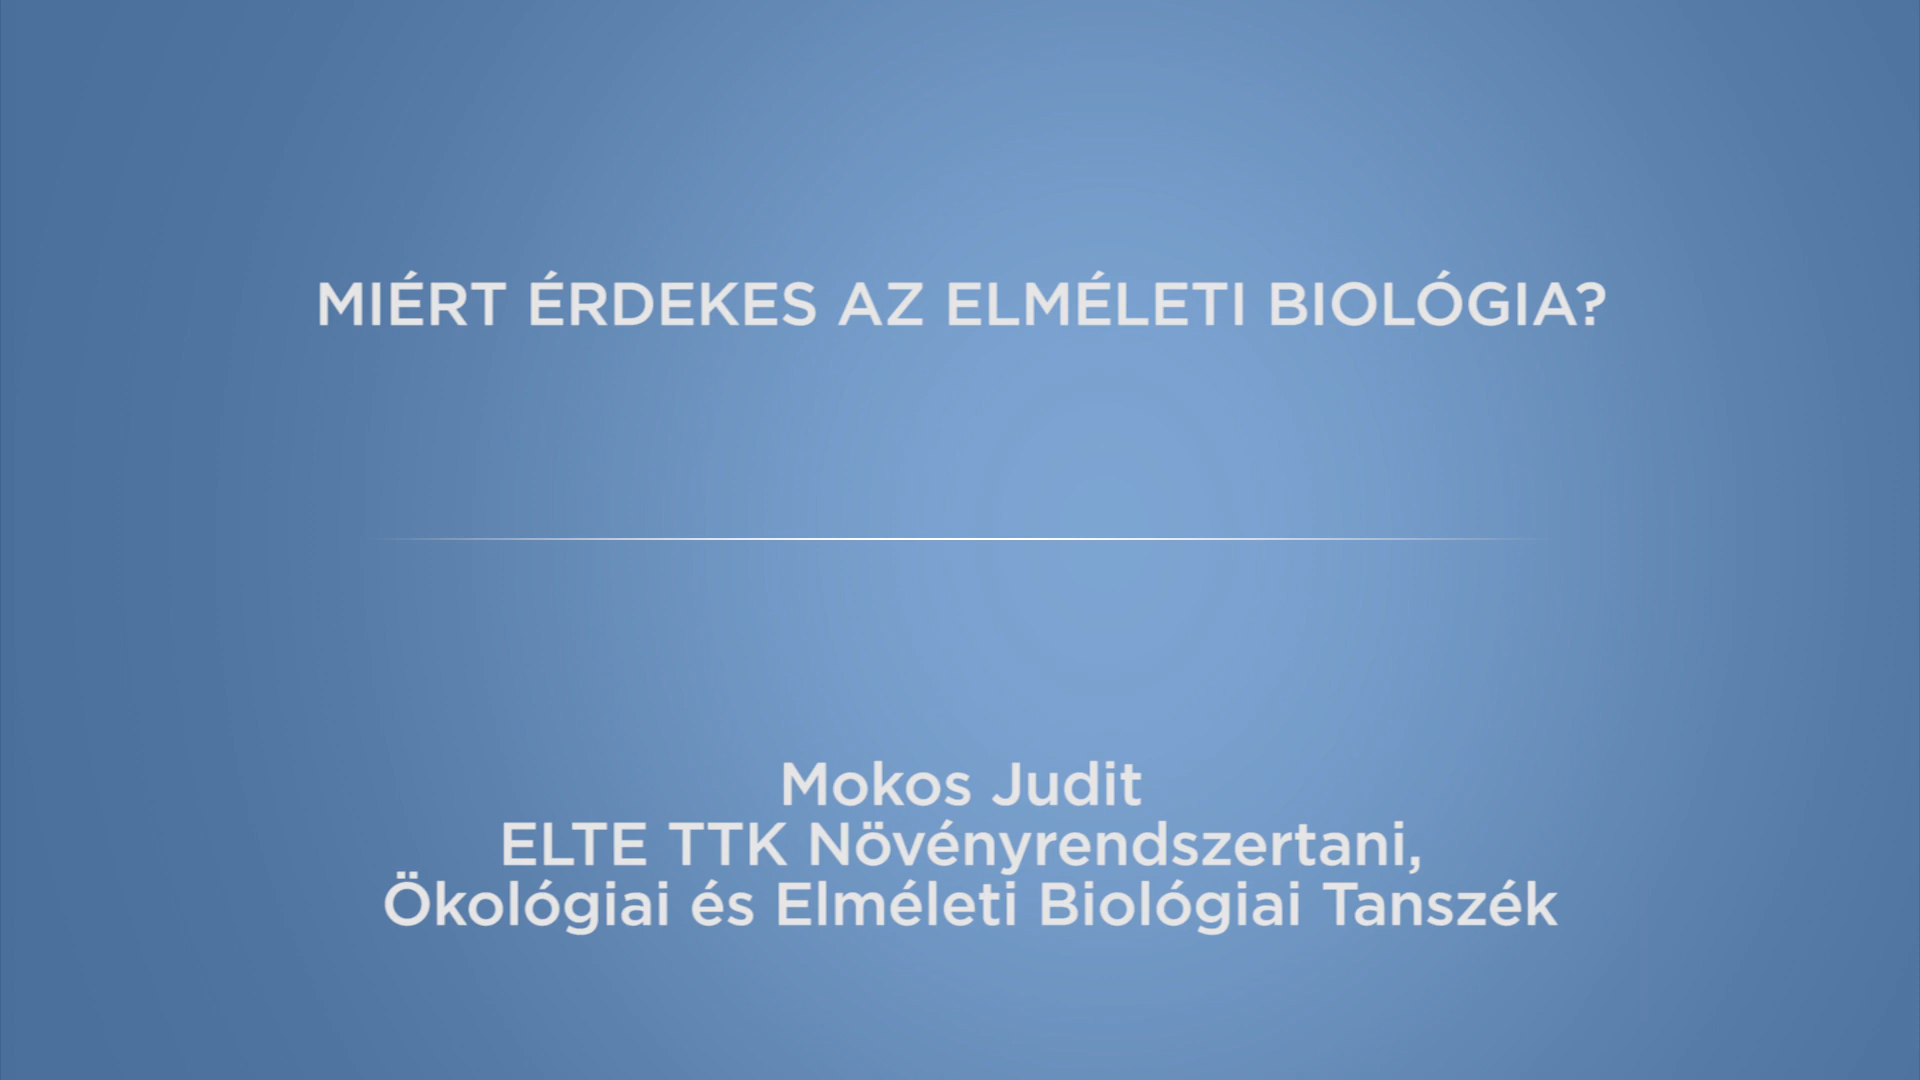 MIÉRT ÉRDEKES AZ ELMÉLETI BIOLÓGIA?
Mokos Judit
ELTE TTK Növényrendszertani,
Ökológiai és Elméleti Biológiai Tanszék